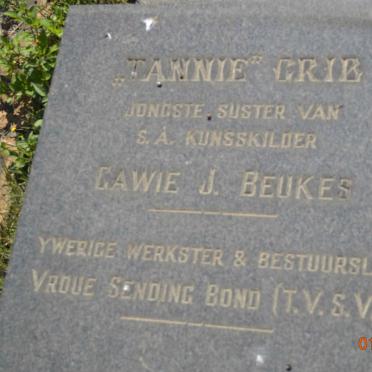 „TANNIE” GRIB
JONGSTE SUSTER VAN
S.A. KUNSSKILDER
GAWIE J. BEUKES
YWERIGE WERKSTER & BESTUURSL
VROUE SENDING BOND (T.V.S.V